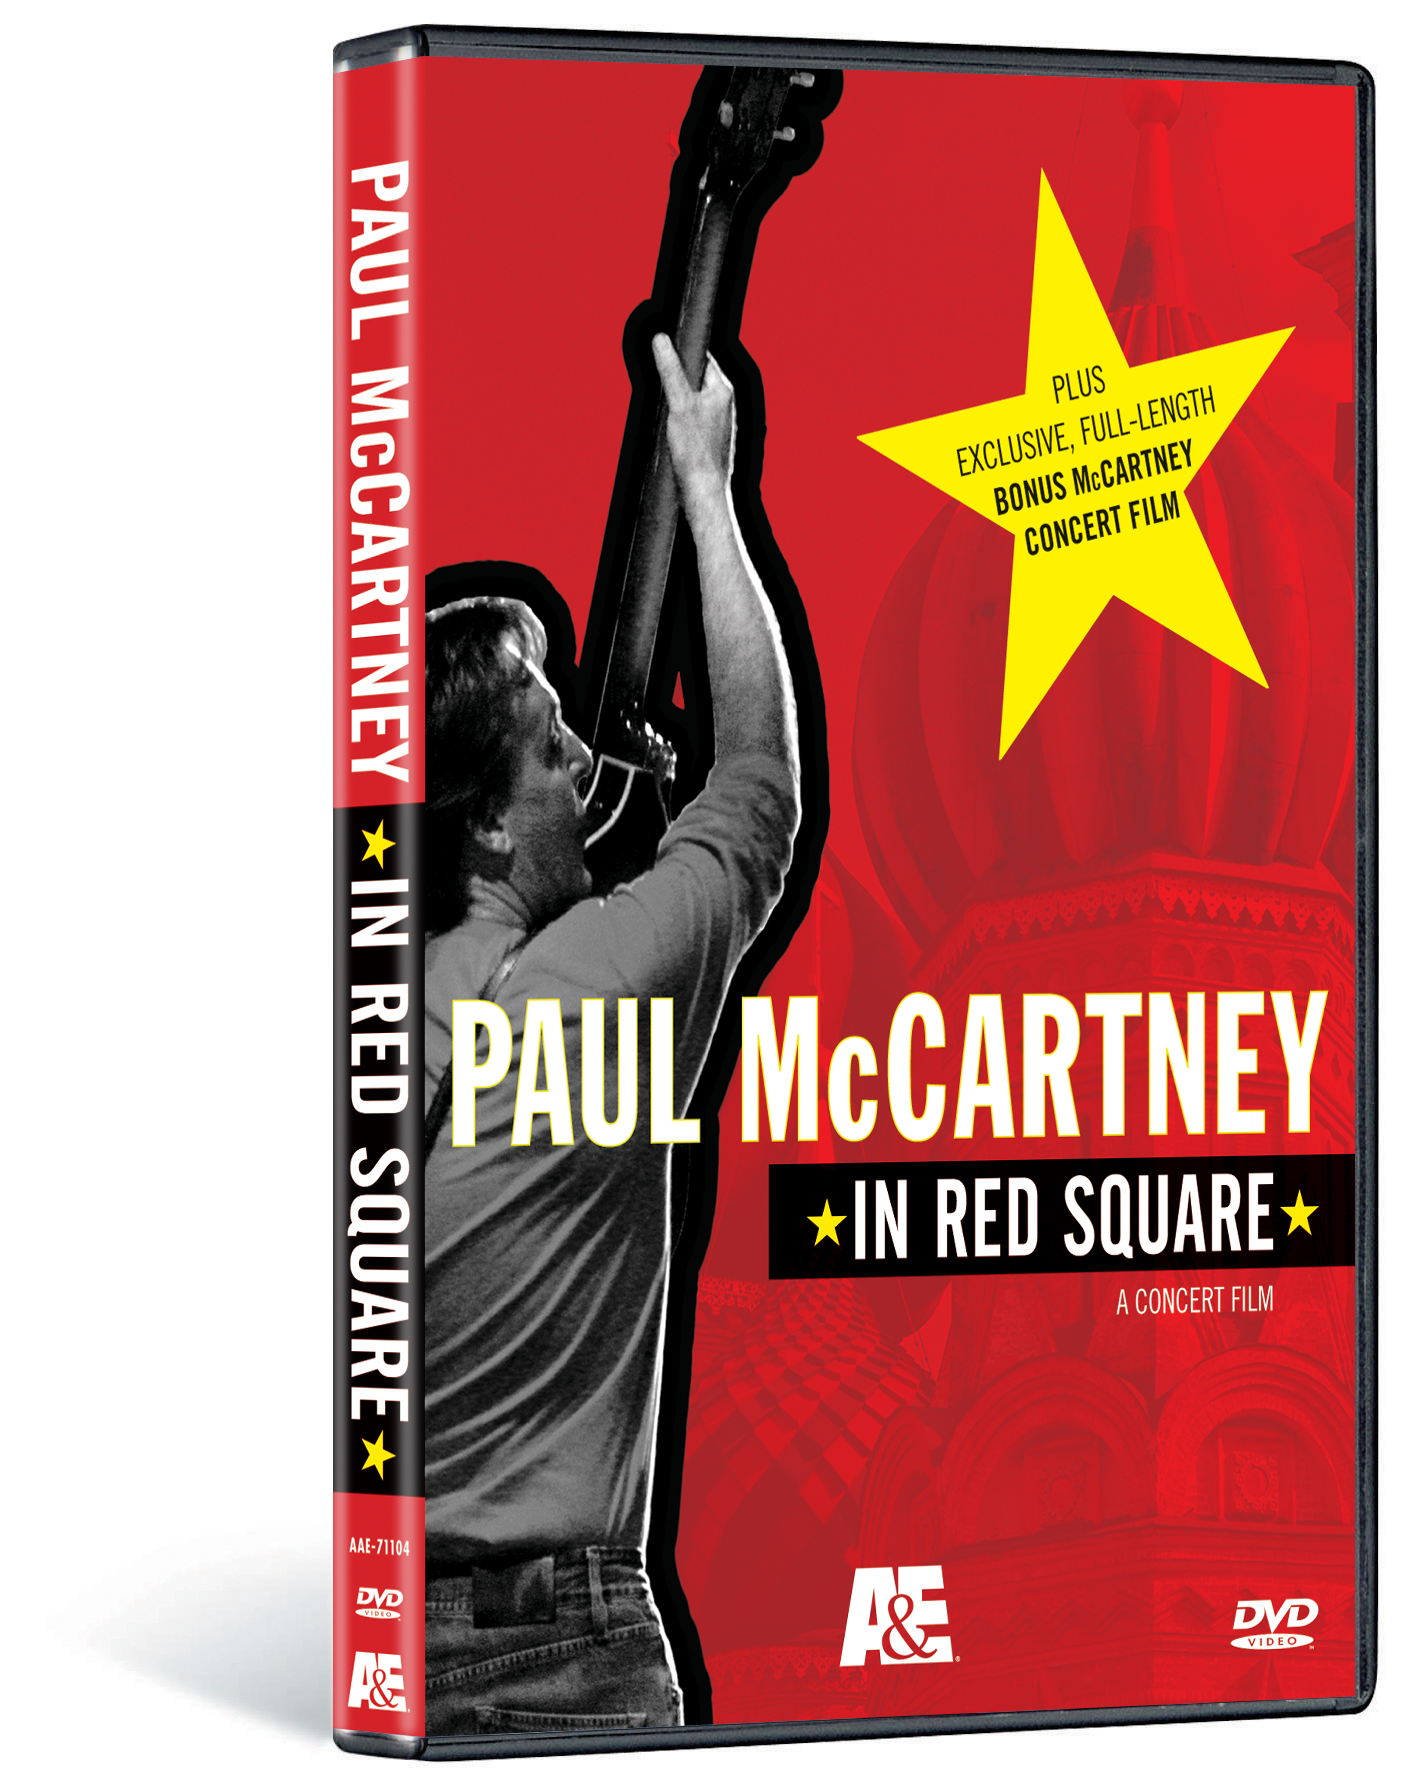 PAUL McCARTNEY ★ IN RED SQUARE ★
AAE-71104
DVD
VIDEO
A&E
PLUS
EXCLUSIVE, FULL-LENGTH
BONUS McCARTNEY
CONCERT FILM
PAUL McCARTNEY
★ IN RED SQUARE ★
A CONCERT FILM
A&E
DVD
VIDEO